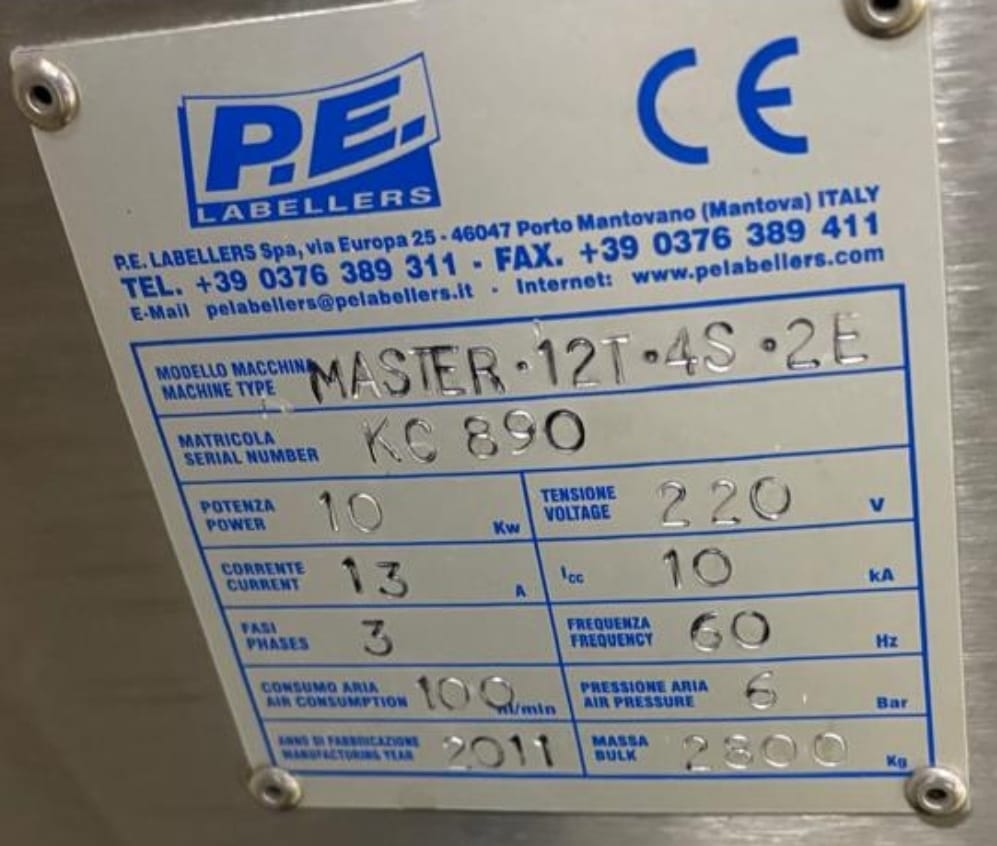 P.E.
LABELLERS
CE
P.E. LABELLERS Spa, via Europa 25 - 46047 Porto Mantovano (Mantova) ITALY
TEL. +39 0376 389 311 - FAX. +39 0376 389 411
E-Mail pelabellers@pelabellers.it - Internet: www.pelabellers.com
MODELLO MACCHINA
MACHINE TYPE MASTER·12T·4S·2E
MATRICOLA
SERIAL NUMBER KC 890
POTENZA
POWER 10 Kw
TENSIONE
VOLTAGE 220 V
CORRENTE
CURRENT 13 A
Icc 10 kA
FASI
PHASES 3
FREQUENZA
FREQUENCY 60 Hz
CONSUMO ARIA
AIR CONSUMPTION 100 nl/min
PRESSIONE ARIA
AIR PRESSURE 6 Bar
ANNO DI FABBRICAZIONE
MANUFACTURING YEAR 2011
MASSA
BULK 2800 Kg